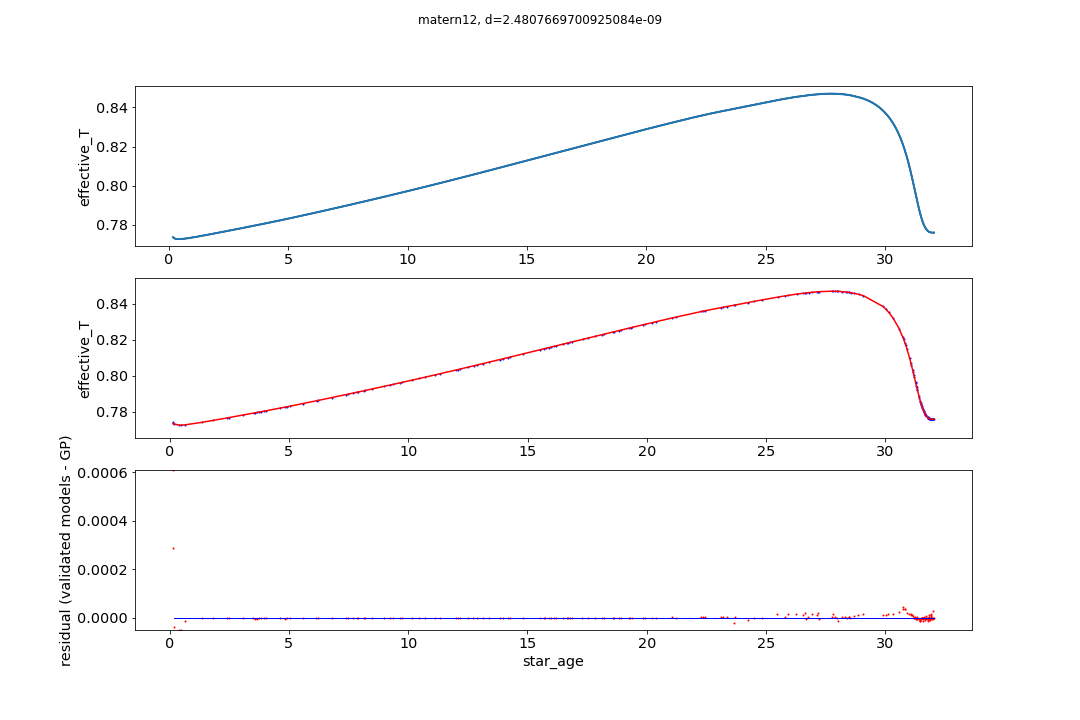 matern12, d=2.4807669700925084e-09
effective_T
0.84
0.82
0.80
0.78
0 5 10 15 20 25 30
effective_T
0.84
0.82
0.80
0.78
0 5 10 15 20 25 30
residual (validated models - GP)
0.0006
0.0004
0.0002
0.0000
0 5 10 15 20 25 30
star_age